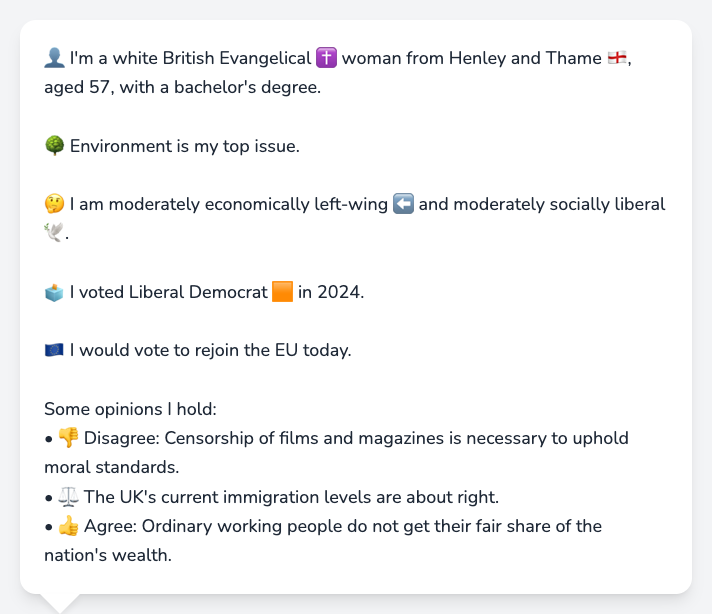 👤 I'm a white British Evangelical ✝️ woman from Henley and Thame 🏴󠁧󠁢󠁥󠁮󠁧󠁿,
aged 57, with a bachelor's degree.
🌳 Environment is my top issue.
🤔 I am moderately economically left-wing ⬅️ and moderately socially liberal
🕊️.
🗳️ I voted Liberal Democrat 🟧 in 2024.
🇪🇺 I would vote to rejoin the EU today.
Some opinions I hold:
• 👎 Disagree: Censorship of films and magazines is necessary to uphold
moral standards.
• ⚖️ The UK's current immigration levels are about right.
• 👍 Agree: Ordinary working people do not get their fair share of the
nation's wealth.